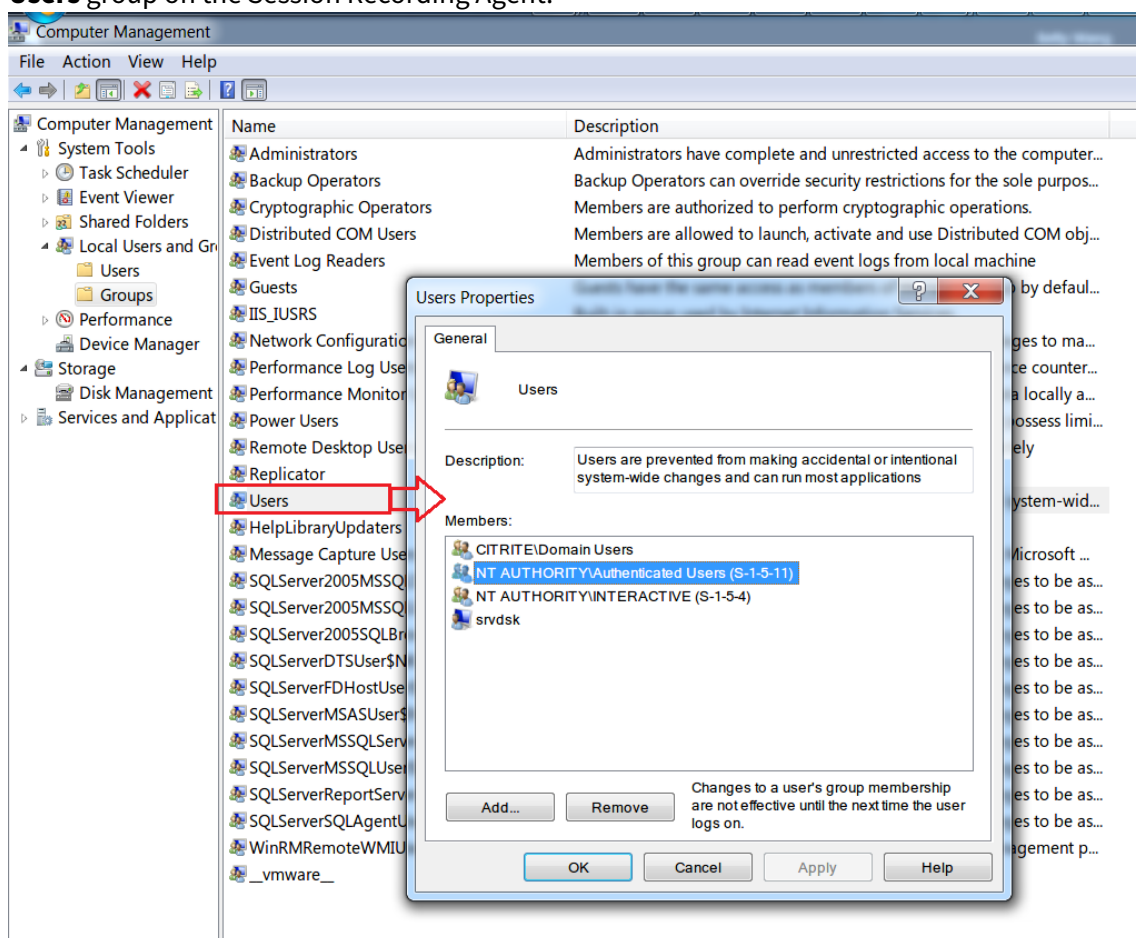 Users group on the Session Recording Agent.
Computer Management
File Action View Help
Computer Management
System Tools
Task Scheduler
Event Viewer
Shared Folders
Local Users and Gr
Users
Groups
Performance
Device Manager
Storage
Disk Management
Services and Applicat
Name Description
Administrators Administrators have complete and unrestricted access to the computer...
Backup Operators Backup Operators can override security restrictions for the sole purpos...
Cryptographic Operators Members are authorized to perform cryptographic operations.
Distributed COM Users Members are allowed to launch, activate and use Distributed COM obj...
Event Log Readers Members of this group can read event logs from local machine
Guests by defaul...
IIS_IUSRS
Network Configuratio ges to ma...
Performance Log Use ce counter...
Performance Monitor a locally a...
Power Users ossess limi...
Remote Desktop User ely
Replicator
Users ystem-wid...
HelpLibraryUpdaters
Message Capture Use Microsoft ...
SQLServer2005MSSQ es to be as...
SQLServer2005MSSQ es to be as...
SQLServer2005SQLBr es to be as...
SQLServerDTSUser$N es to be as...
SQLServerFDHostUse es to be as...
SQLServerMSASUser$ es to be as...
SQLServerMSSQLServ es to be as...
SQLServerMSSQLUser es to be as...
SQLServerReportServ es to be as...
SQLServerSQLAgentU es to be as...
WinRMRemoteWMIU agement p...
__vmware__
Users Properties
General
Users
Description: Users are prevented from making accidental or intentional
system-wide changes and can run most applications
Members:
CITRITE\Domain Users
NT AUTHORITY\Authenticated Users (S-1-5-11)
NT AUTHORITY\INTERACTIVE (S-1-5-4)
srvdsk
Add... Remove
Changes to a user's group membership
are not effective until the next time the user
logs on.
OK Cancel Apply Help